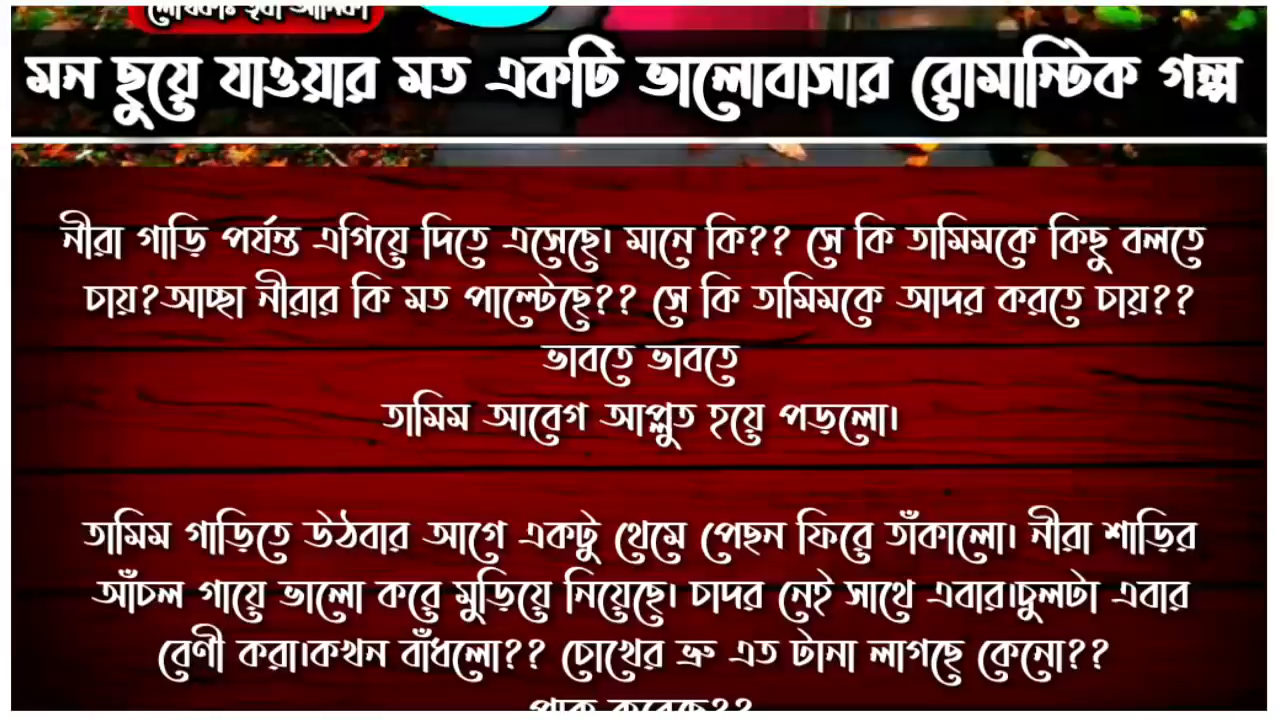 লেখিকাঃ তৃধা আনিকা
মন ছুয়ে যাওয়ার মত একটি ভালোবাসার রোমান্টিক গল্প
নীরা গাড়ি পর্যন্ত এগিয়ে দিতে এসেছে। মানে কি?? সে কি তামিমকে কিছু বলতে
চায়?আচ্ছা নীরার কি মত পাল্টেছে?? সে কি তামিমকে আদর করতে চায়??
ভাবতে ভাবতে
তামিম আবেগ আপ্লুত হয়ে পড়লো।
তামিম গাড়িতে উঠবার আগে একটু থেমে পেছন ফিরে তাঁকালো। নীরা শাড়ির
আঁচল গায়ে ভালো করে মুড়িয়ে নিয়েছে। চাদর নেই সাথে এবার।চুলটা এবার
বেণী করা।কখন বাঁধলো?? চোখের ভ্রু এত টানা লাগছে কেনো??